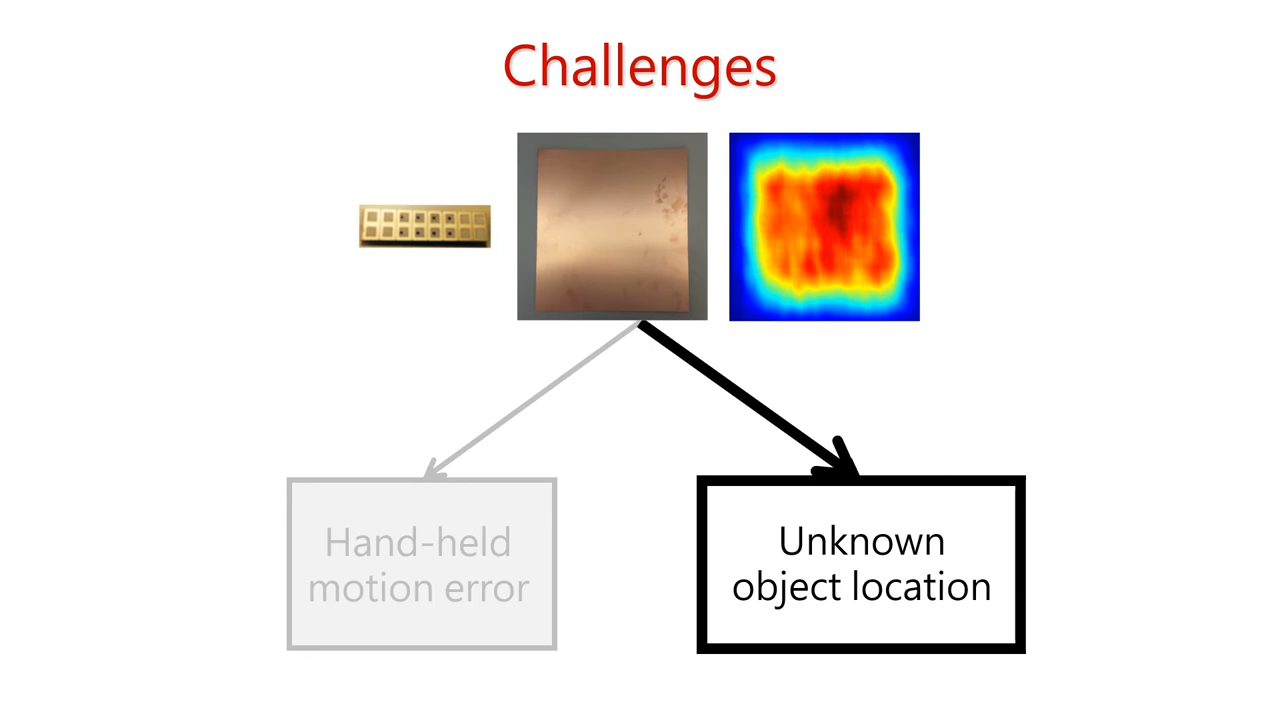 Challenges
Hand-held
motion error
Unknown
object location